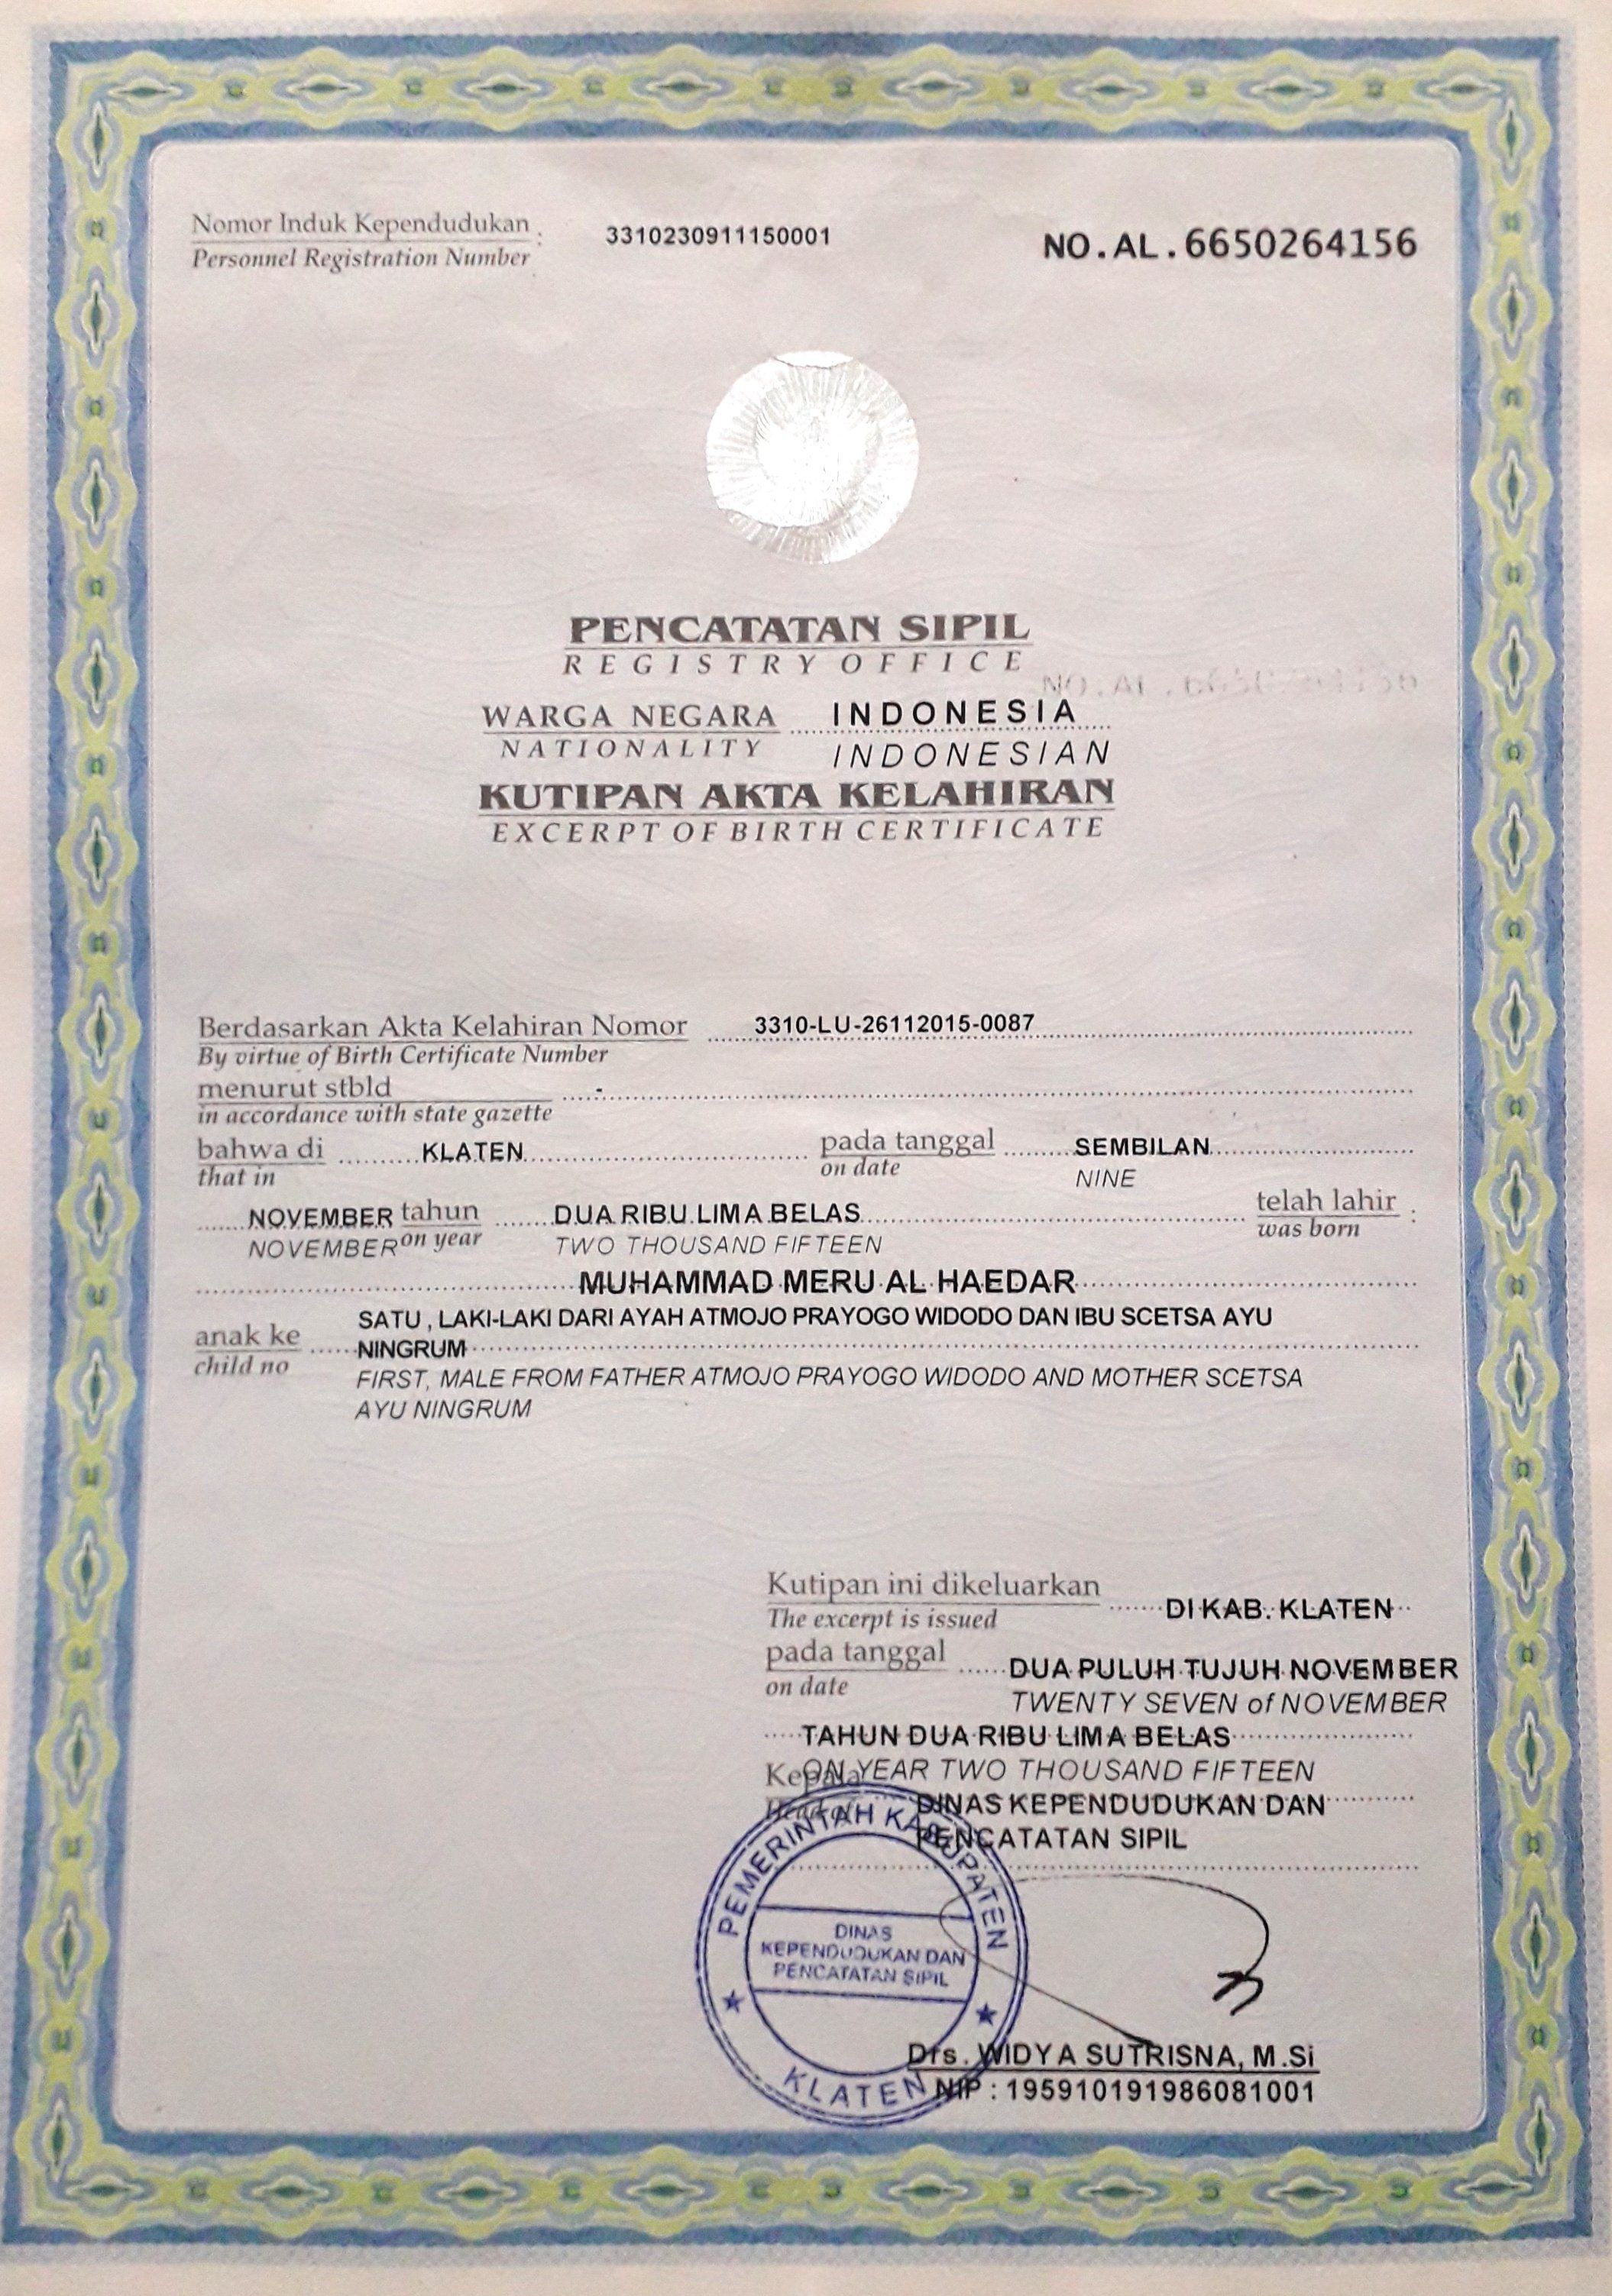 Nomor Induk Kependudukan : 3310230911150001 NO.AL.6650264156
Personnel Registration Number
PENCATATAN SIPIL
REGISTRY OFFICE
WARGA NEGARA INDONESIA
NATIONALITY INDONESIAN
KUTIPAN AKTA KELAHIRAN
EXCERPT OF BIRTH CERTIFICATE
Berdasarkan Akta Kelahiran Nomor 3310-LU-26112015-0087
By virtue of Birth Certificate Number
menurut stbld -
in accordance with state gazette
bahwa di KLATEN pada tanggal SEMBILAN
that in on date NINE
NOVEMBER tahun DUA RIBU LIMA BELAS telah lahir :
NOVEMBER on year TWO THOUSAND FIFTEEN was born
MUHAMMAD MERU AL HAEDAR
SATU , LAKI-LAKI DARI AYAH ATMOJO PRAYOGO WIDODO DAN IBU SCETSA AYU
anak ke NINGRUM
child no FIRST, MALE FROM FATHER ATMOJO PRAYOGO WIDODO AND MOTHER SCETSA
AYU NINGRUM
Kutipan ini dikeluarkan DI KAB. KLATEN
The excerpt is issued
pada tanggal DUA PULUH TUJUH NOVEMBER
on date TWENTY SEVEN of NOVEMBER
TAHUN DUA RIBU LIMA BELAS
Kepala ON YEAR TWO THOUSAND FIFTEEN
Head of DINAS KEPENDUDUKAN DAN
PENCATATAN SIPIL
PEMERINTAH KABUPATEN
DINAS
KEPENDUDUKAN DAN
PENCATATAN SIPIL
KLATEN
Drs. WIDYA SUTRISNA, M.Si
NIP : 195910191986081001